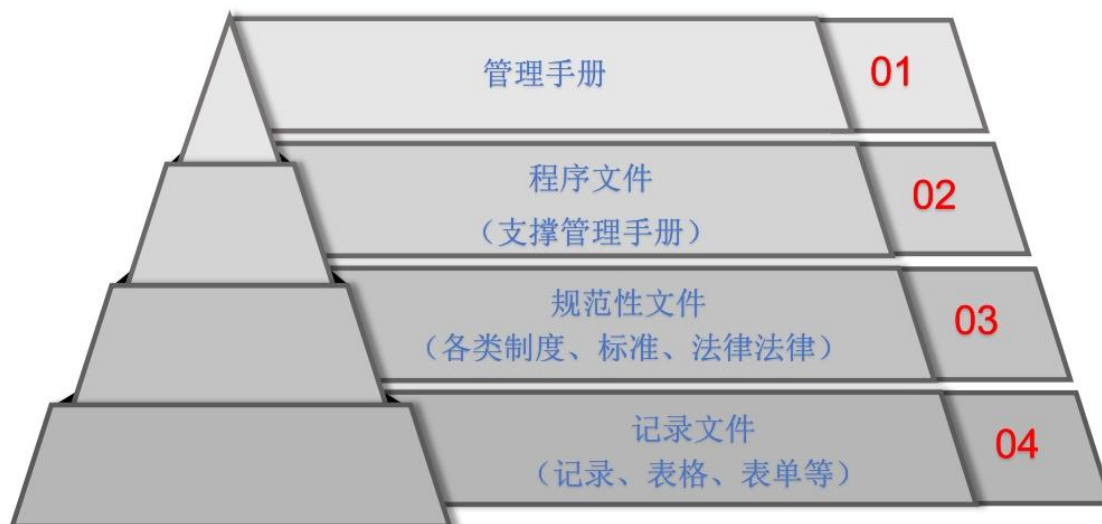 管理手册
01
程序文件
（支撑管理手册）
02
规范性文件
（各类制度、标准、法律法律）
03
记录文件
（记录、表格、表单等）
04